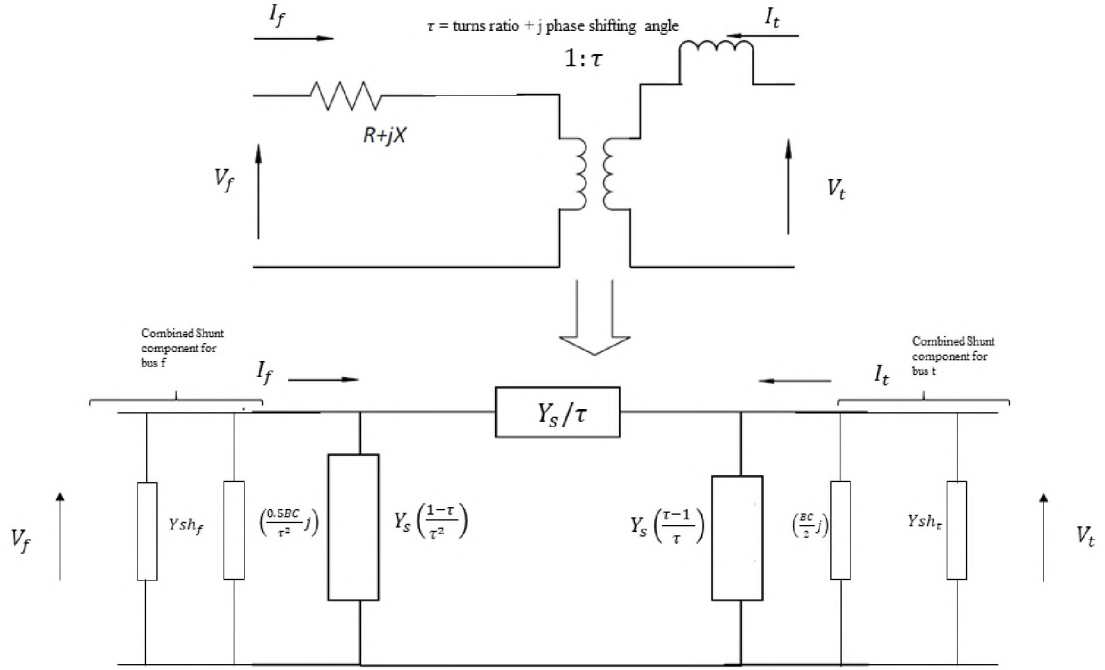 I_f
τ = turns ratio + j phase shifting angle
I_t
1:τ
R+jX
V_f
V_t
Combined Shunt
component for
bus f
Combined Shunt
component for
bus t
I_f
I_t
Y_s/τ
Ysh_f
(0.5BC/τ² j)
Y_s(1−τ/τ²)
Y_s(τ−1/τ)
(BC/2 j)
Ysh_τ
V_f
V_t